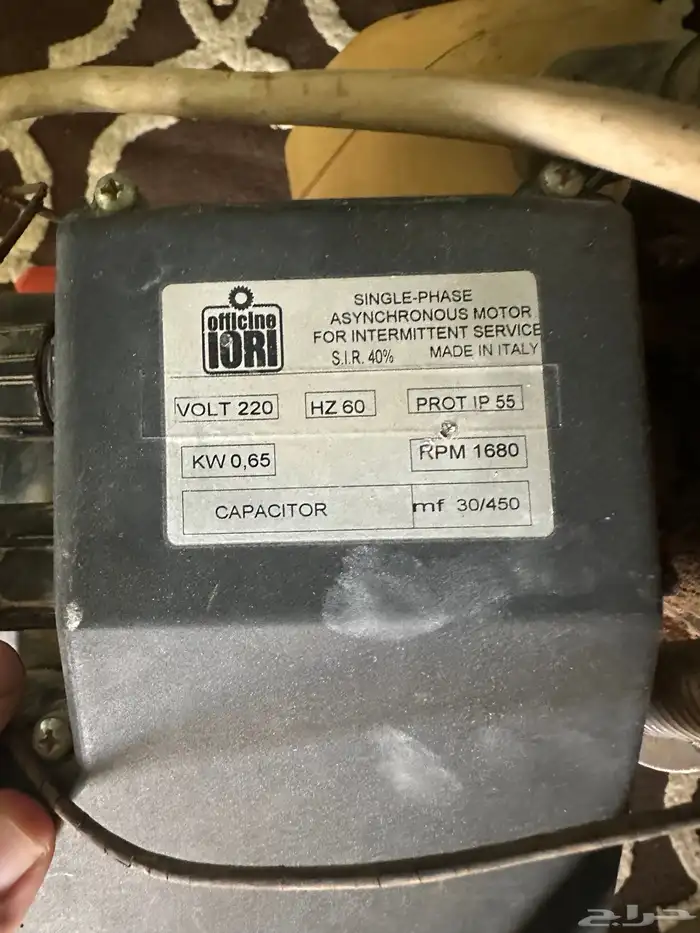 officine
IORI
SINGLE-PHASE
ASYNCHRONOUS MOTOR
FOR INTERMITTENT SERVICE
S.I.R. 40% MADE IN ITALY
VOLT 220 HZ 60 PROT IP 55
KW 0,65 RPM 1680
CAPACITOR mf 30/450
حراج